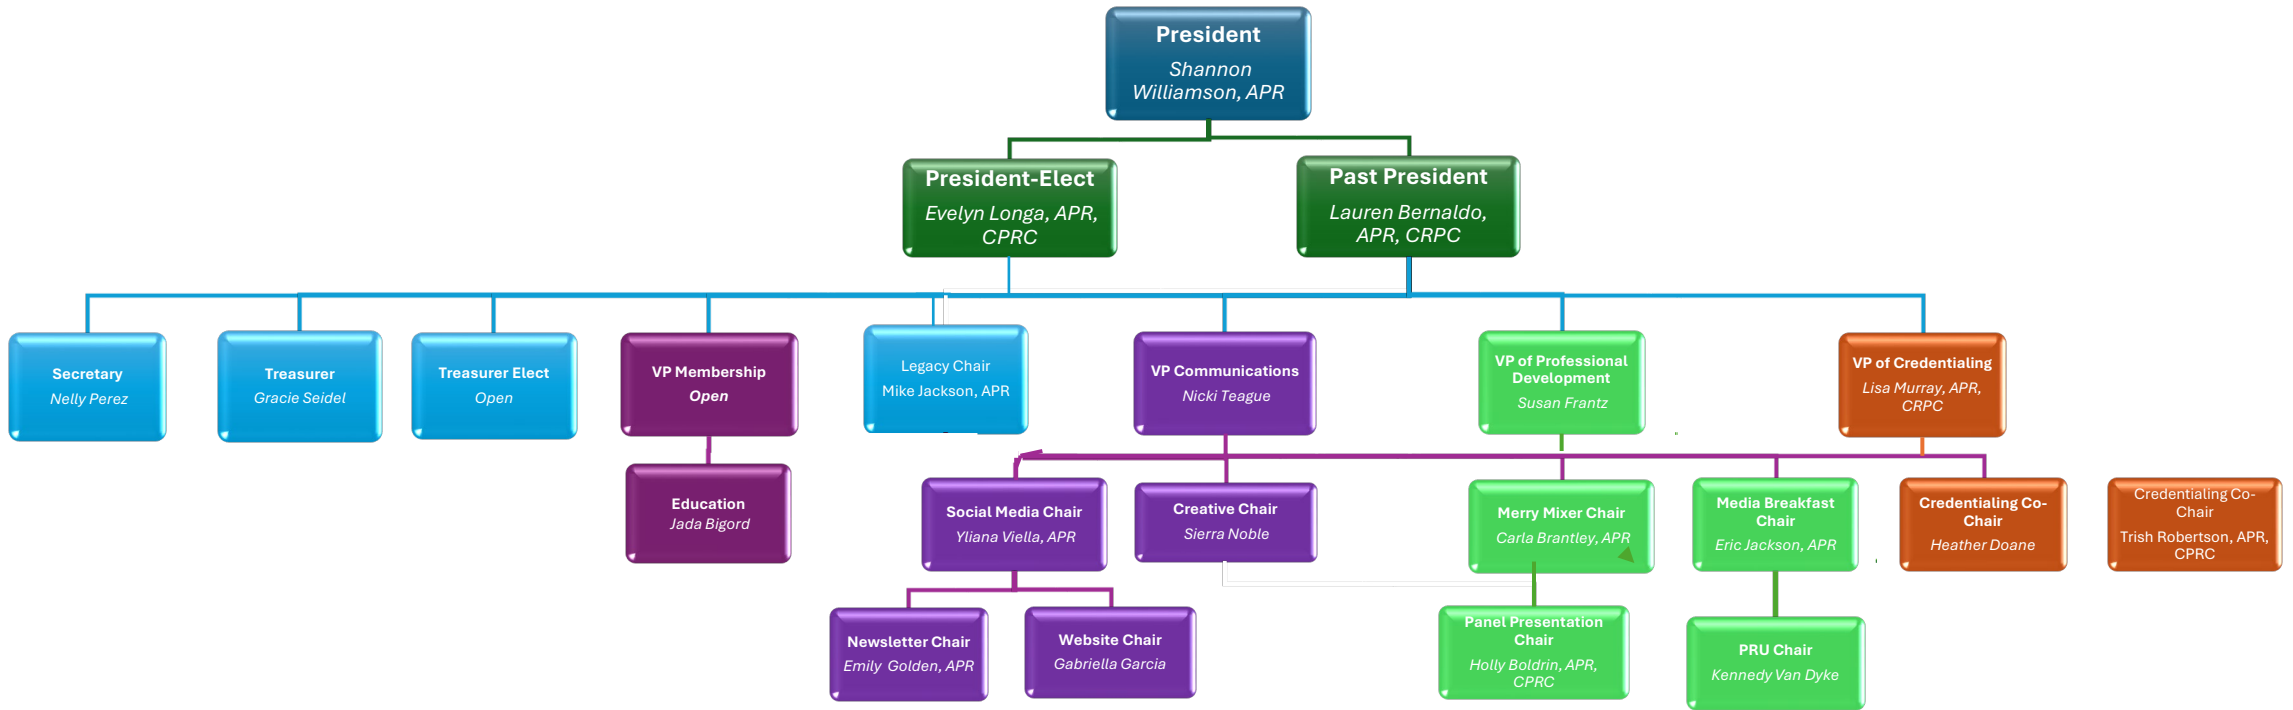 President
Shannon
Williamson, APR
President-Elect
Evelyn Longa, APR,
CPRC
Past President
Lauren Bernaldo,
APR, CRPC
Secretary
Nelly Perez
Treasurer
Gracie Seidel
Treasurer Elect
Open
VP Membership
Open
Legacy Chair
Mike Jackson, APR
VP Communications
Nicki Teague
VP of Professional
Development
Susan Frantz
VP of Credentialing
Lisa Murray, APR,
CRPC
Education
Jada Bigord
Social Media Chair
Yliana Viella, APR
Creative Chair
Sierra Noble
Merry Mixer Chair
Carla Brantley, APR
Media Breakfast
Chair
Eric Jackson, APR
Credentialing Co-
Chair
Heather Doane
Credentialing Co-
Chair
Trish Robertson, APR,
CPRC
Newsletter Chair
Emily  Golden, APR
Website Chair
Gabriella Garcia
Panel Presentation
Chair
Holly Boldrin, APR,
CPRC
PRU Chair
Kennedy Van Dyke